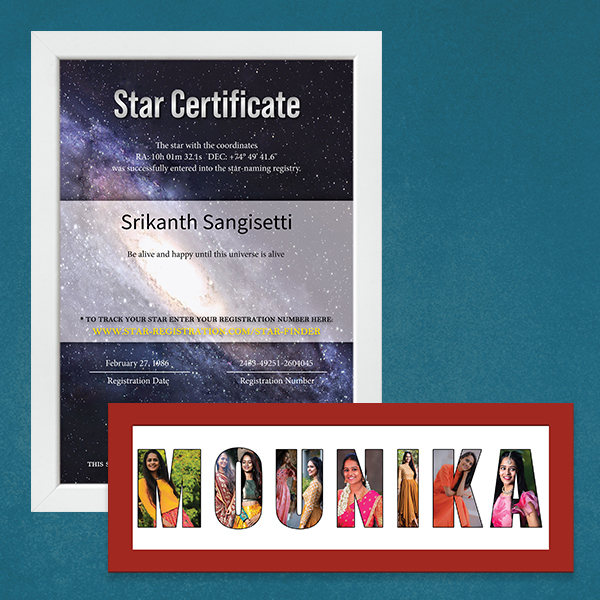 Star Certificate
The star with the coordinates
RA: 10h 01m 32.1s DEC: +74° 49' 41.6"
was successfully entered into the star-naming registry.
Srikanth Sangisetti
Be alive and happy until this universe is alive
* TO TRACK YOUR STAR ENTER YOUR REGISTRATION NUMBER HERE:
WWW.STAR-REGISTRATION.COM/STAR-FINDER
February 27, 1986 2463-49251-2604045
Registration Date Registration Number
THIS
MOUNIKA